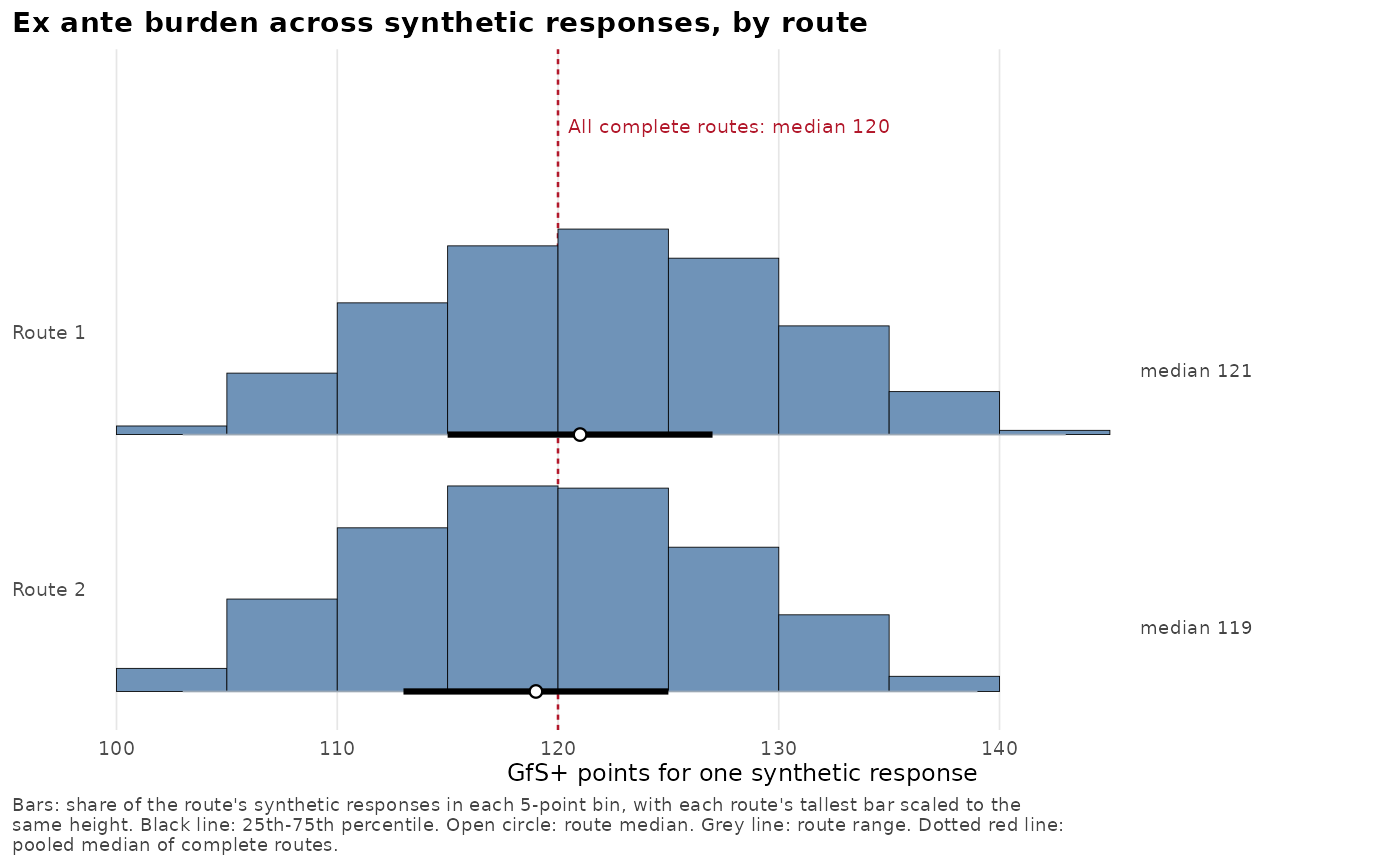 Ex ante burden across synthetic responses, by route
All complete routes: median 120
Route 1
median 121
Route 2
median 119
100 110 120 130 140
GfS+ points for one synthetic response
Bars: share of the route's synthetic responses in each 5-point bin, with each route's tallest bar scaled to the
same height. Black line: 25th-75th percentile. Open circle: route median. Grey line: route range. Dotted red line:
pooled median of complete routes.